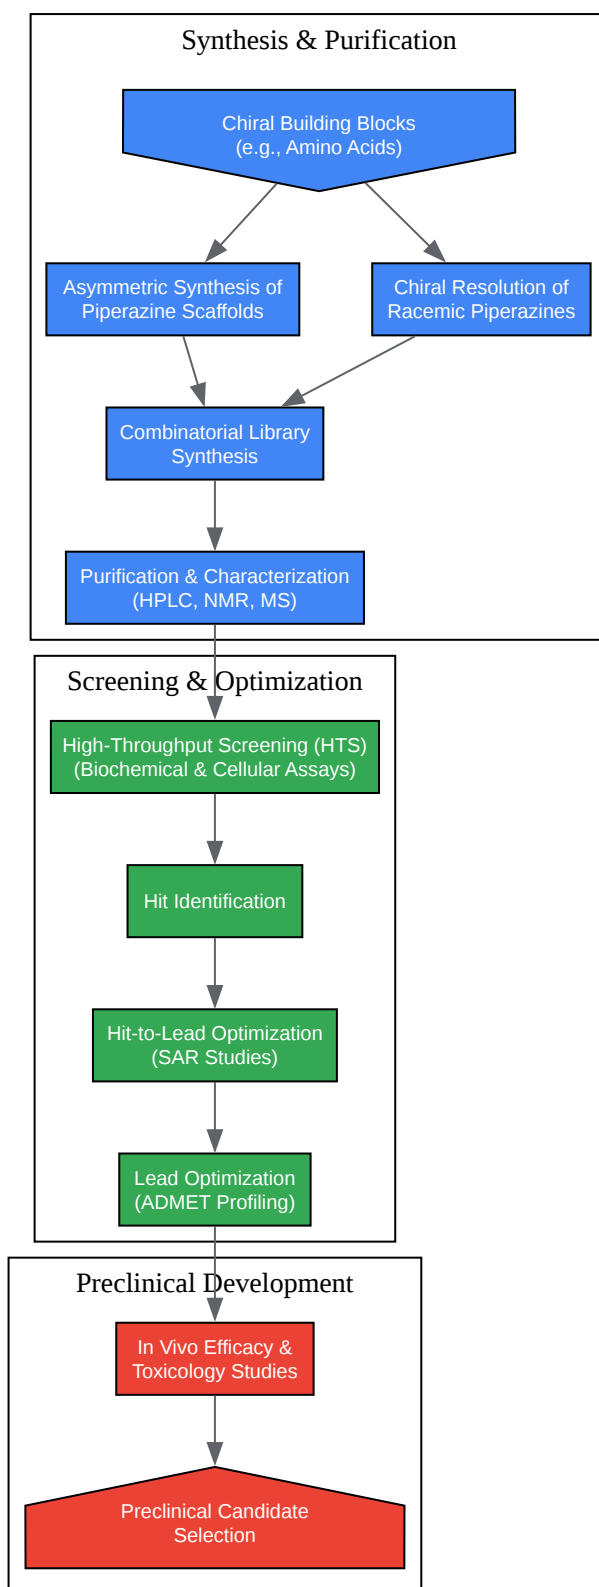 Synthesis & Purification
Chiral Building Blocks
(e.g., Amino Acids)
Asymmetric Synthesis of
Piperazine Scaffolds
Chiral Resolution of
Racemic Piperazines
Combinatorial Library
Synthesis
Purification & Characterization
(HPLC, NMR, MS)
Screening & Optimization
High-Throughput Screening (HTS)
(Biochemical & Cellular Assays)
Hit Identification
Hit-to-Lead Optimization
(SAR Studies)
Lead Optimization
(ADMET Profiling)
Preclinical Development
In Vivo Efficacy &
Toxicology Studies
Preclinical Candidate
Selection